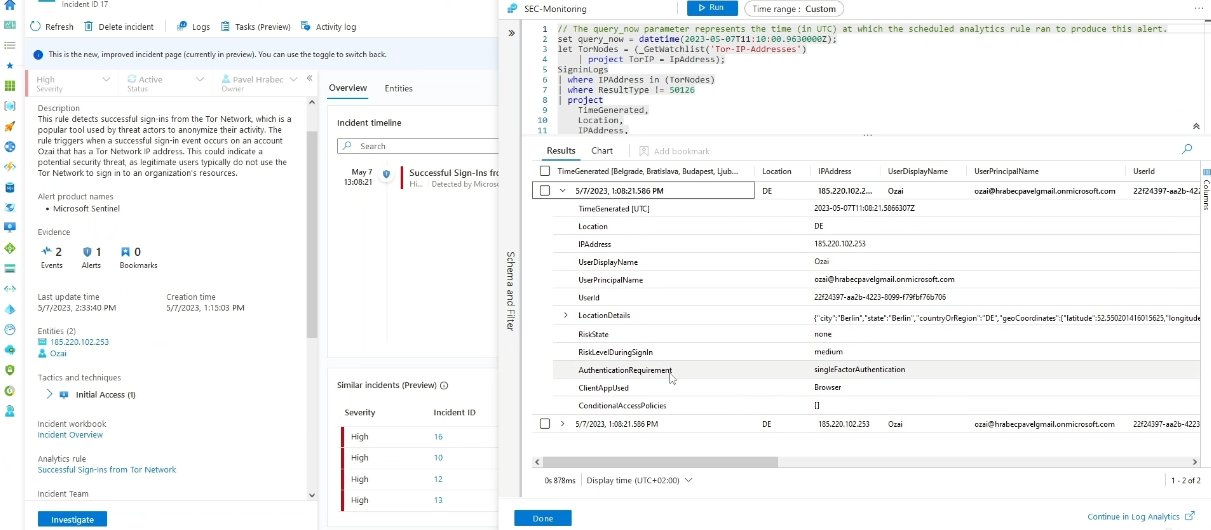 Incident ID 17
Refresh
Delete incident
Logs
Tasks (Preview)
Activity log
This is the new, improved incident page (currently in preview). You can use the toggle to switch back.
High
Severity
Active
Status
Pavel Hrabec
Owner
Description
This rule detects successful sign-ins from the Tor Network, which is a
popular tool used by threat actors to anonymize their activity. The
rule triggers when a successful sign-in event occurs on an account
Ozai that has a Tor Network IP address. This could indicate a
potential security threat, as legitimate users typically do not use the
Tor Network to sign in to an organization's resources.
Alert product names
• Microsoft Sentinel
Evidence
2
Events
1
Alerts
0
Bookmarks
Last update time
5/7/2023, 2:33:40 PM
Creation time
5/7/2023, 1:15:03 PM
Entities (2)
185.220.102.253
Ozai
Tactics and techniques
Initial Access (1)
Incident workbook
Incident Overview
Analytics rule
Successful Sign-Ins from Tor Network
Incident Team
Investigate
Overview
Entities
Incident timeline
Search
May 7
13:08:21
Successful Sign-Ins fro
Hi...
Detected by Microso
Similar incidents (Preview)
Severity
Incident ID
High
16
High
10
High
12
High
13
SEC-Monitoring
Run
Time range : Custom
Schema and Filter
1 // The query_now parameter represents the time (in UTC) at which the scheduled analytics rule ran to produce this alert.
2 set query_now = datetime(2023-05-07T11:10:00.9630000Z);
3 let TorNodes = (_GetWatchlist('Tor-IP-Addresses')
4 | project TorIP = IpAddress);
5 SigninLogs
6 | where IPAddress in (TorNodes)
7 | where ResultType != 50126
8 | project
9 TimeGenerated,
10 Location,
11 IPAddress,
Results
Chart
Add bookmark
TimeGenerated [Belgrade, Bratislava, Budapest, Ljub...
Location
IPAddress
UserDisplayName
UserPrincipalName
UserId
Columns
5/7/2023, 1:08:21.586 PM
DE
185.220.102.2...
Ozai
ozai@hrabecpavelgmail.onmicrosoft.com
22f24397-aa2b-422
TimeGenerated [UTC]
2023-05-07T11:08:21.5866307Z
Location
DE
IPAddress
185.220.102.253
UserDisplayName
Ozai
UserPrincipalName
ozai@hrabecpavelgmail.onmicrosoft.com
UserId
22f24397-aa2b-4223-8099-f79fbf76b706
LocationDetails
{"city":"Berlin","state":"Berlin","countryOrRegion":"DE","geoCoordinates":{"latitude":52.550201416015625,"longitude
RiskState
none
RiskLevelDuringSignIn
medium
AuthenticationRequirement
singleFactorAuthentication
ClientAppUsed
Browser
ConditionalAccessPolicies
[]
5/7/2023, 1:08:21.586 PM
DE
185.220.102.253
Ozai
ozai@hrabecpavelgmail.onmicrosoft.com
22f24397-aa2b-4223
0s 878ms
Display time (UTC+02:00)
1 - 2 of 2
Done
Continue in Log Analytics